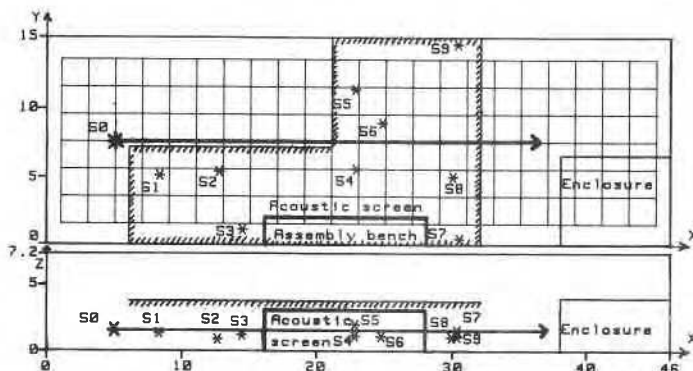 Y
15
S9
10
S5
S0
S6
5
S1
S2
S4
S8
Enclosure
Acoustic screen
S3
Assembly bench
S7
0
X
7.2
Z
5
S0
S1
S2
S3
Acoustic
S5
S8
S7
Enclosure
screen
S4
S6
S9
0
X
0
10
20
30
40
46